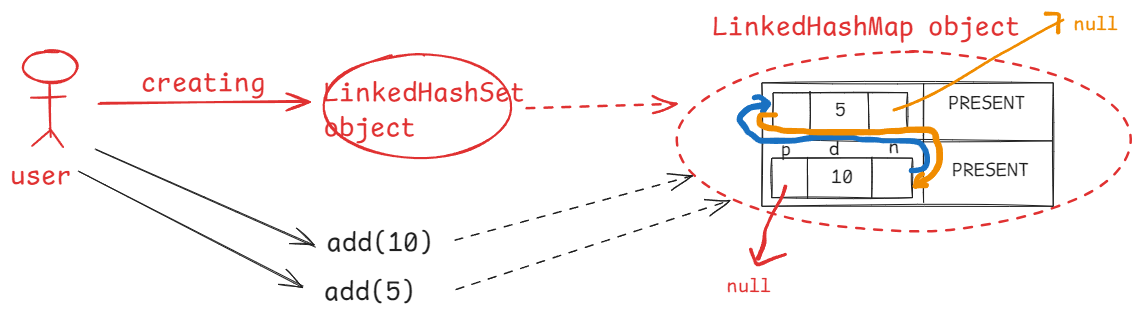 LinkedHashMap object
null
creating
LinkedHashSet
object
5
PRESENT
p d n
10
PRESENT
user
add(10)
add(5)
null